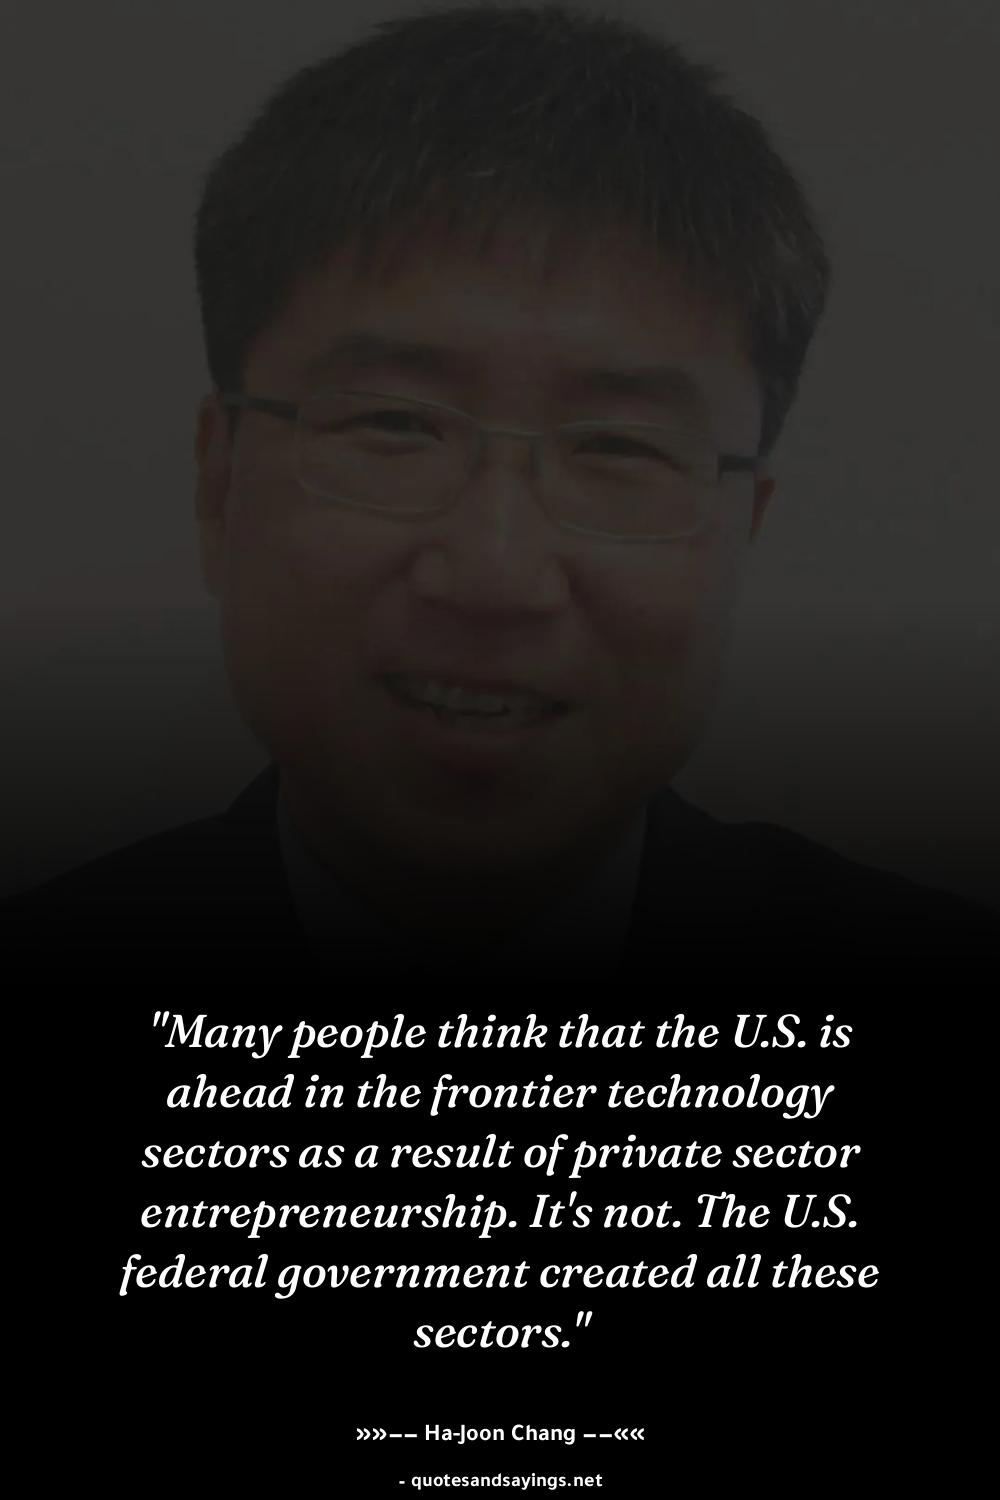 "Many people think that the U.S. is
ahead in the frontier technology
sectors as a result of private sector
entrepreneurship. It's not. The U.S.
federal government created all these
sectors."
»»–– Ha-Joon Chang ––««
- quotesandsayings.net